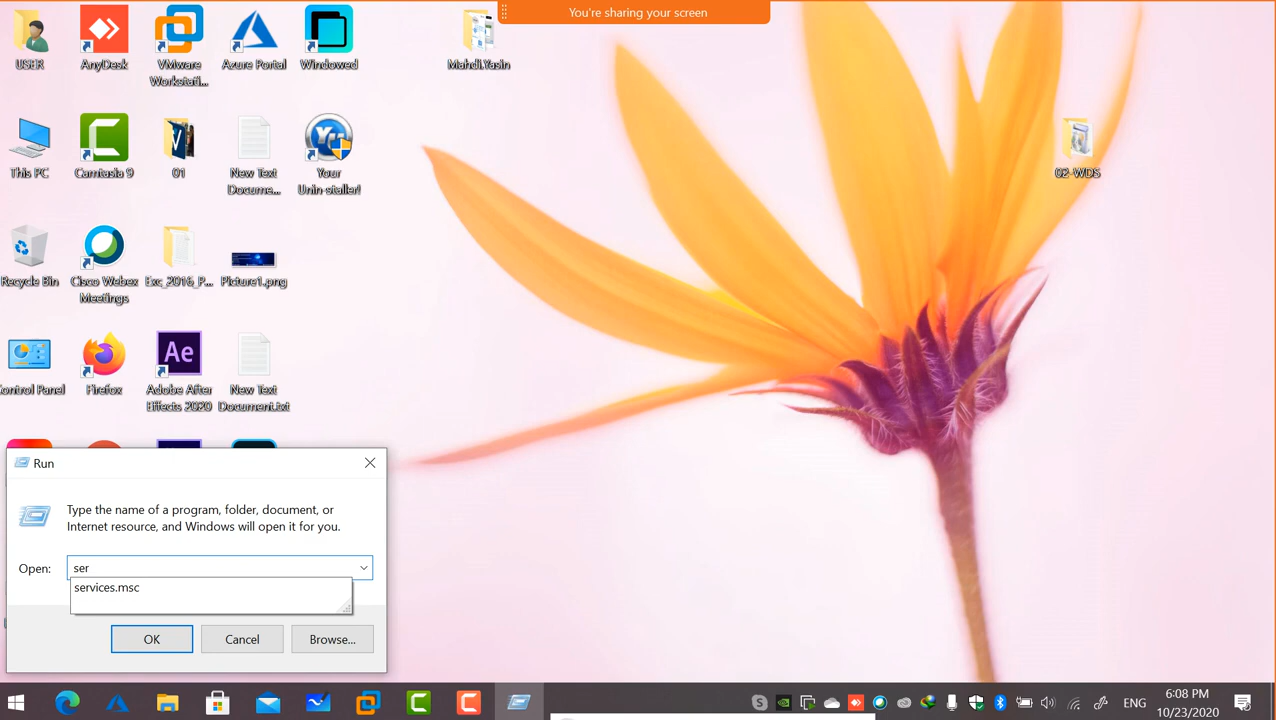 You're sharing your screen
USER
AnyDesk
VMware
Workstati...
Azure Portal
Windowed
Mahdi.Yasin
This PC
Camtasia 9
01
New Text
Docume...
Your
Unin-staller!
02-WDS
Recycle Bin
Cisco Webex
Meetings
Exc_2016_P...
Picture1.png
ontrol Panel
Firefox
Adobe After
Effects 2020
New Text
Document.txt
Run
Type the name of a program, folder, document, or
Internet resource, and Windows will open it for you.
Open: ser
services.msc
OK
Cancel
Browse...
ENG
6:08 PM
10/23/2020